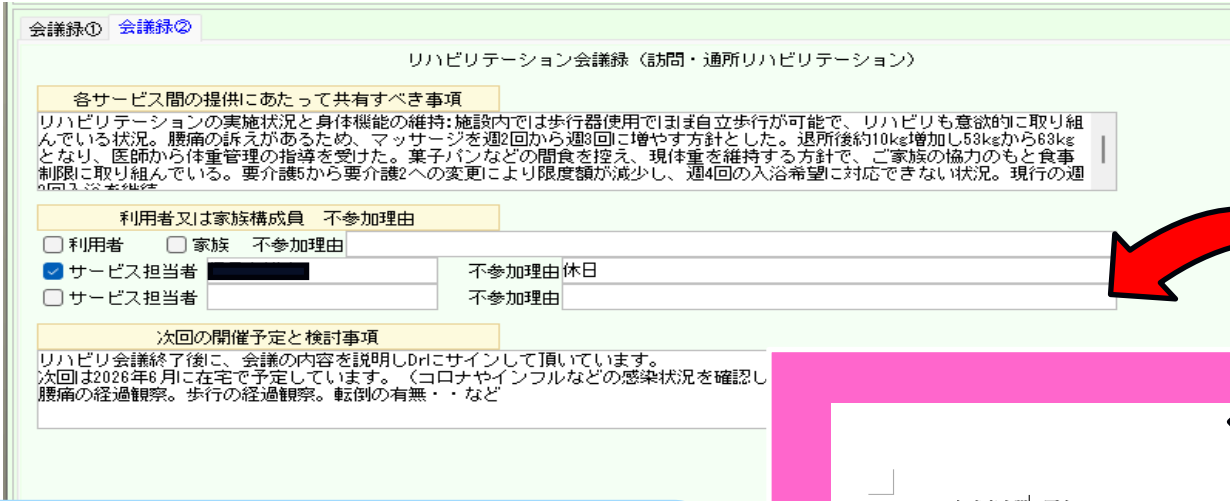 会議録① 会議録②
リハビリテーション会議録（訪問・通所リハビリテーション）
各サービス間の提供にあたって共有すべき事項
リハビリテーションの実施状況と身体機能の維持:施設内では歩行器使用でほぼ自立歩行が可能で、リハビリも意欲的に取り組
んでいる状況。腰痛の訴えがあるため、マッサージを週2回から週3回に増やす方針とした。退所後約10kg増加し53kgから63kg
となり、医師から体重管理の指導を受けた。菓子パンなどの間食を控え、現体重を維持する方針で、ご家族の協力のもと食事
制限に取り組んでいる。要介護5から要介護2への変更により限度額が減少し、週4回の入浴希望に対応できない状況。現行の週
利用者又は家族構成員 不参加理由
利用者 家族 不参加理由
サービス担当者 不参加理由 休日
サービス担当者 不参加理由
次回の開催予定と検討事項
リハビリ会議終了後に、会議の内容を説明しDrにサインして頂いています。
次回は2026年6月に在宅で予定しています。（コロナやインフルなどの感染状況を確認し
腰痛の経過観察。歩行の経過観察。転倒の有無・・など